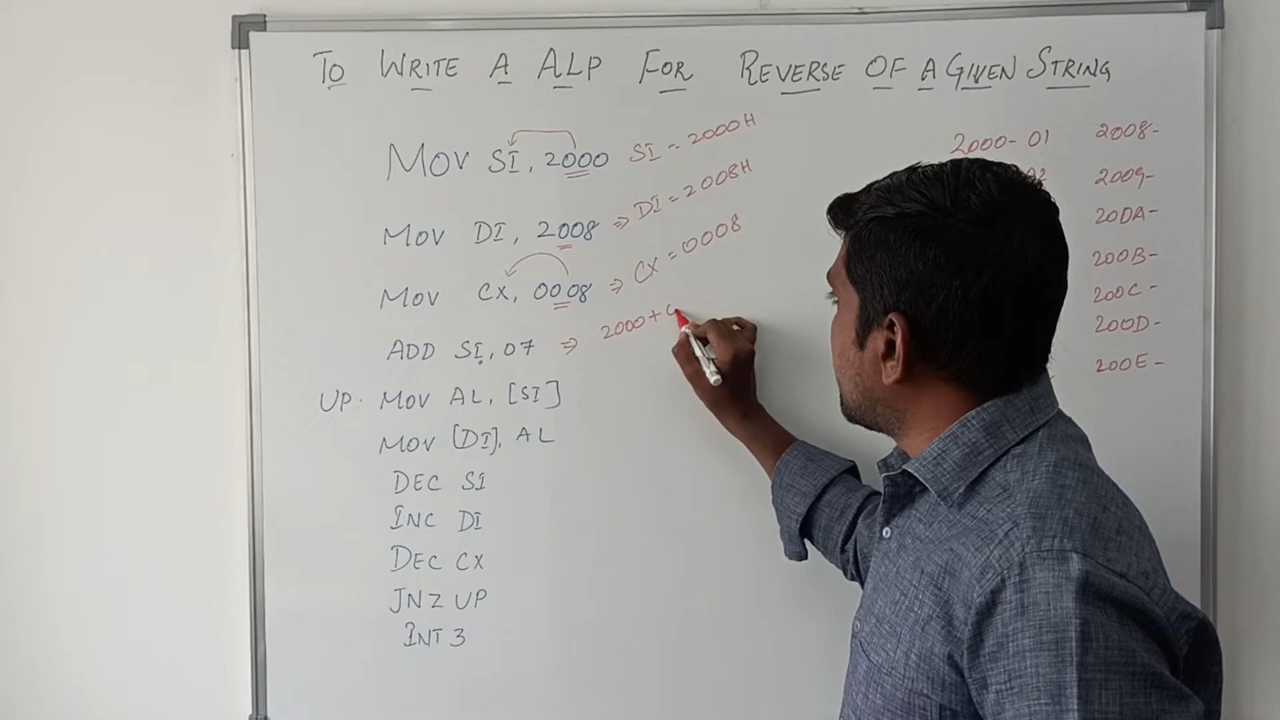 TO WRITE A ALP FOR REVERSE OF A GIVEN STRING
MOV SI, 2000 SI - 2000H
MOV DI, 2008 ⇒ DI = 2008H
MOV CX, 0008 ⇒ CX = 0008
ADD SI, 07 ⇒ 2000+
UP: MOV AL, [SI]
MOV [DI], AL
DEC SI
INC DI
DEC CX
JNZ UP
INT 3
2000- 01
02
2008-
2009-
200A-
200B-
200C-
200D-
200E-